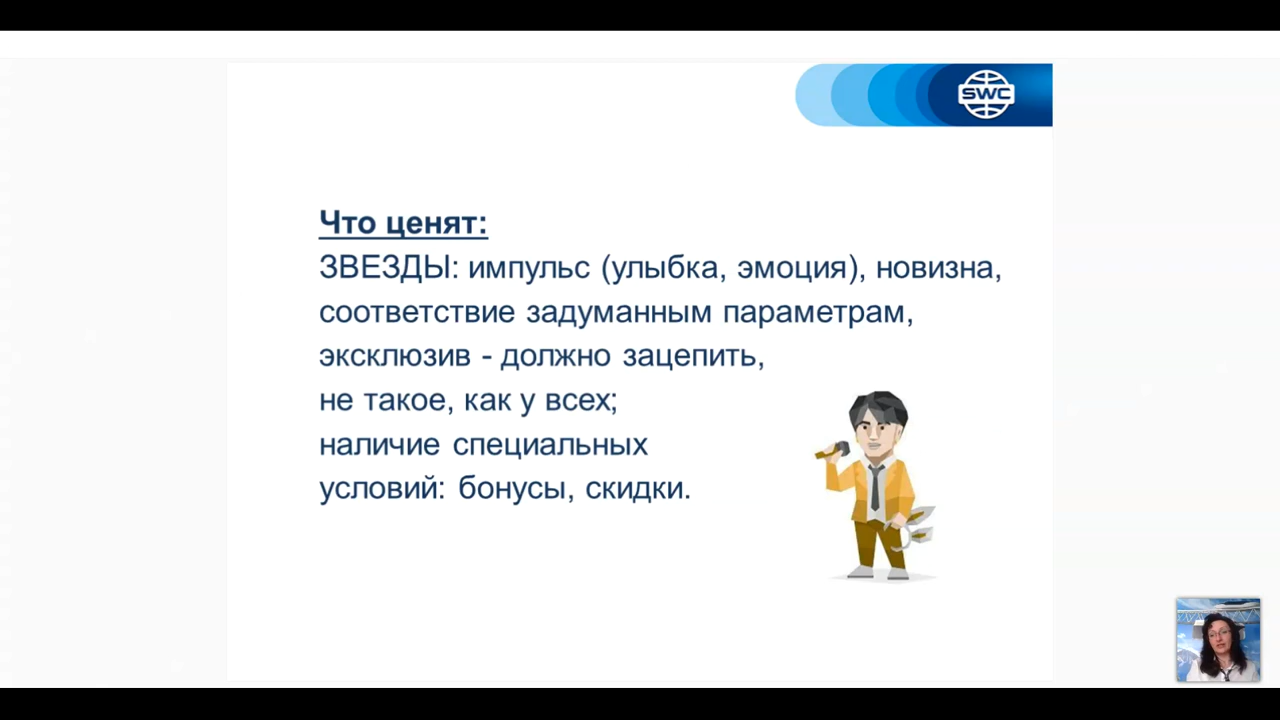 SWC
Что ценят:
ЗВЕЗДЫ: импульс (улыбка, эмоция), новизна,
соответствие задуманным параметрам,
эксклюзив - должно зацепить,
не такое, как у всех;
наличие специальных
условий: бонусы, скидки.